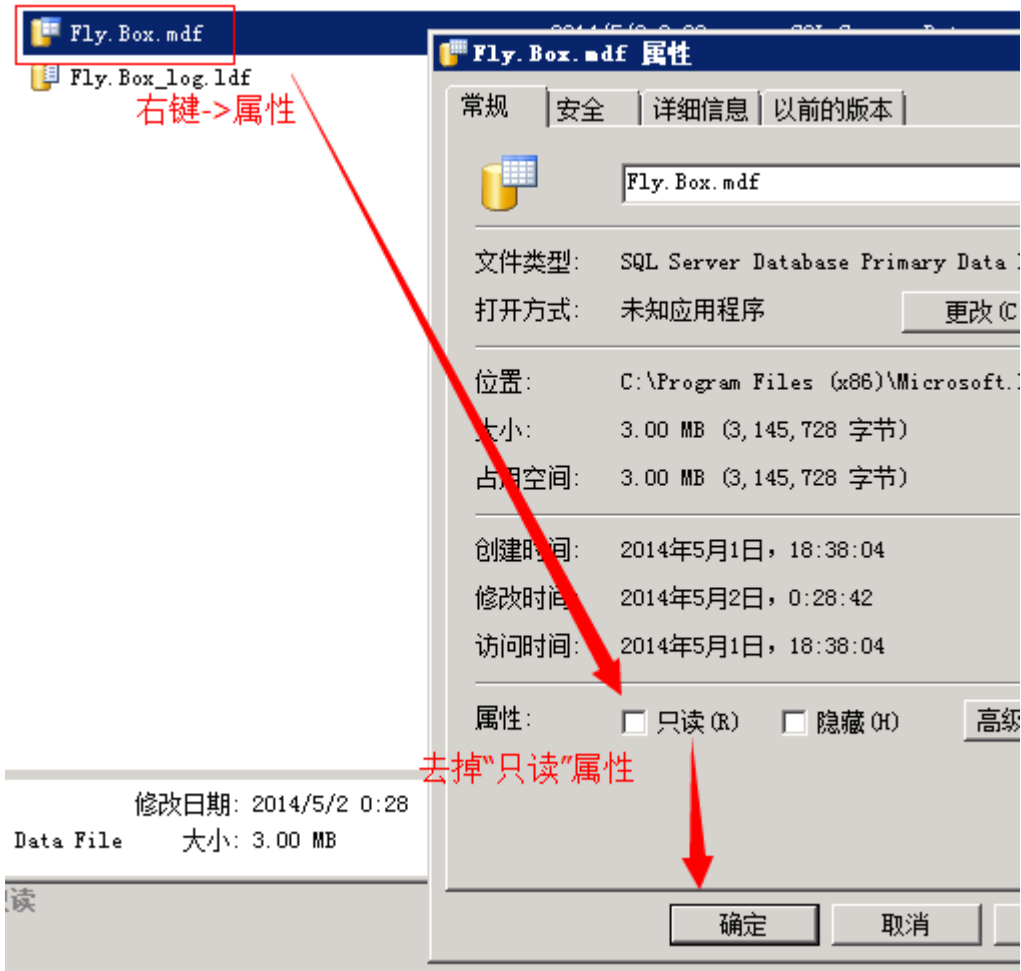 Fly.Box.mdf
Fly.Box_log.ldf
右键->属性
Fly.Box.mdf 属性
常规 安全 详细信息 以前的版本
Fly.Box.mdf
文件类型: SQL Server Database Primary Data
打开方式: 未知应用程序 更改(C
位置: C:\Program Files (x86)\Microsoft.
大小: 3.00 MB (3,145,728 字节)
占用空间: 3.00 MB (3,145,728 字节)
创建时间: 2014年5月1日，18:38:04
修改时间: 2014年5月2日，0:28:42
访问时间: 2014年5月1日，18:38:04
属性: 只读(R) 隐藏(H) 高级
去掉“只读”属性
修改日期: 2014/5/2 0:28
Data File 大小: 3.00 MB
读
确定 取消